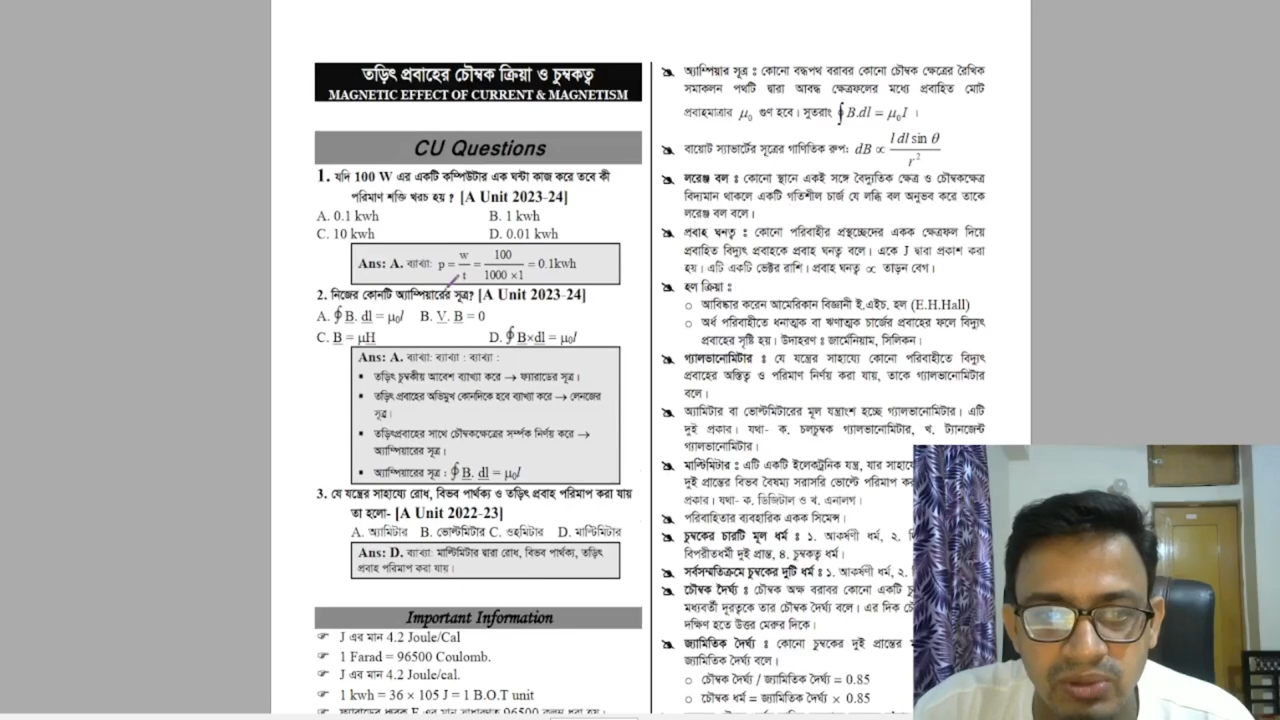 তড়িৎ প্রবাহের চৌম্বক ক্রিয়া ও চুম্বকত্ব
MAGNETIC EFFECT OF CURRENT & MAGNETISM
CU Questions
1. যদি 100 W এর একটি কম্পিউটার এক ঘন্টা কাজ করে তবে কী
পরিমাণ শক্তি খরচ হয় ? [A Unit 2023-24]
A. 0.1 kwh B. 1 kwh
C. 10 kwh D. 0.01 kwh
Ans: A. ব্যাখ্যা: p = w/t = 100/1000 ×1 = 0.1kwh
2. নিজের কোনটি অ্যাম্পিয়ারের সূত্র? [A Unit 2023-24]
A. ∮ B. dl = μ₀I B. V. B = 0
C. B = μH D. ∮ B×dl = μ₀I
Ans: A. ব্যাখ্যা: ব্যাখ্যা : ব্যাখ্যা :
▪ তড়িৎ চুম্বকীয় আবেশ ব্যাখ্যা করে → ফ্যারাডের সূত্র।
▪ তড়িৎ প্রবাহের অভিমুখ কোনদিকে হবে ব্যাখ্যা করে → লেনজের
সূত্র।
▪ তড়িৎপ্রবাহের সাথে চৌম্বকক্ষেত্রের সর্ম্পক নির্ণয় করে →
অ্যাম্পিয়ারের সূত্র।
▪ অ্যাম্পিয়ারের সূত্র : ∮ B. dl = μ₀I
3. যে যন্ত্রের সাহায্যে রোধ, বিভব পার্থক্য ও তড়িৎ প্রবাহ পরিমাপ করা যায়
তা হলো- [A Unit 2022-23]
A. অ্যামিটার B. ভোল্টমিটার C. ওহমিটার D. মাল্টিমিটার
Ans: D. ব্যাখ্যা: মাল্টিমিটার দ্বারা রোধ, বিভব পার্থক্য, তড়িৎ
প্রবাহ পরিমাপ করা যায়।
Important Information
☞ J এর মান 4.2 Joule/Cal
☞ 1 Farad = 96500 Coulomb.
☞ J এর মান 4.2 Joule/cal.
☞ 1 kwh = 36 × 105 J = 1 B.O.T unit
অ্যাম্পিয়ার সূত্র : কোনো বদ্ধপথ বরাবর কোনো চৌম্বক ক্ষেত্রের রৈখিক
সমাকলন পথটি দ্বারা আবদ্ধ ক্ষেত্রফলের মধ্যে প্রবাহিত মোট
প্রবাহমাত্রার μ₀ গুণ হবে। সুতরাং ∮ B.dl = μ₀I ।
বায়োট স্যাভার্টের সূত্রের গাণিতিক রুপ: dB ∝ I dl sin θ / r²
লরেঞ্জ বল : কোনো স্থানে একই সঙ্গে বৈদ্যুতিক ক্ষেত্র ও চৌম্বকক্ষেত্র
বিদ্যমান থাকলে একটি গতিশীল চার্জ যে লব্ধি বল অনুভব করে তাকে
লরেঞ্জ বল বলে।
প্রবাহ ঘনত্ব : কোনো পরিবাহীর প্রস্থচ্ছেদের একক ক্ষেত্রফল দিয়ে
প্রবাহিত বিদ্যুৎ প্রবাহকে প্রবাহ ঘনত্ব বলে। একে J দ্বারা প্রকাশ করা
হয়। এটি একটি ভেক্টর রাশি। প্রবাহ ঘনত্ব ∝ তাড়ন বেগ।
হল ক্রিয়া :
○ আবিষ্কার করেন আমেরিকান বিজ্ঞানী ই.এইচ. হল (E.H.Hall)
○ অর্ধ পরিবাহীতে ধনাত্মক বা ঋণাত্মক চার্জের প্রবাহের ফলে বিদ্যুৎ
প্রবাহের সৃষ্টি হয়। উদাহরণ : জার্মেনিয়াম, সিলিকন।
গ্যালভানোমিটার : যে যন্ত্রের সাহায্যে কোনো পরিবাহীতে বিদ্যুৎ
প্রবাহের অস্তিত্ব ও পরিমাণ নির্ণয় করা যায়, তাকে গ্যালভানোমিটার
বলে।
অ্যামিটার বা ভোল্টমিটারের মূল যন্ত্রাংশ হচ্ছে গ্যালভানোমিটার। এটি
দুই প্রকার। যথা- ক. চলচুম্বক গ্যালভানোমিটার, খ. ট্যানজেন্ট
গ্যালভানোমিটার।
মাল্টিমিটার : এটি একটি ইলেকট্রনিক যন্ত্র, যার সাহায্যে
দুই প্রান্তের বিভব বৈষম্য সরাসরি ভোল্টে পরিমাপ
প্রকার। যথা- ক. ডিজিটাল ও খ. এনালগ।
পরিবাহিতার ব্যবহারিক একক সিমেন্স।
চুম্বকের চারটি মূল ধর্ম : ১. আকর্ষণী ধর্ম, ২.
বিপরীতধর্মী দুই প্রান্ত, ৪. চুম্বকত্ব ধর্ম।
সর্বসম্মতিক্রমে চুম্বকের দুটি ধর্ম : ১. আকর্ষণী ধর্ম, ২.
চৌম্বক দৈর্ঘ্য : চৌম্বক অক্ষ বরাবর কোনো একটি
মধ্যবর্তী দূরত্বকে তার চৌম্বক দৈর্ঘ্য বলে। এর দিক
দক্ষিণ হতে উত্তর মেরুর দিকে।
জ্যামিতিক দৈর্ঘ্য : কোনো চুম্বকের দুই প্রান্তের
জ্যামিতিক দৈর্ঘ্য বলে।
○ চৌম্বক দৈর্ঘ্য / জ্যামিতিক দৈর্ঘ্য = 0.85
○ চৌম্বক ধর্ম = জ্যামিতিক দৈর্ঘ্য × 0.85